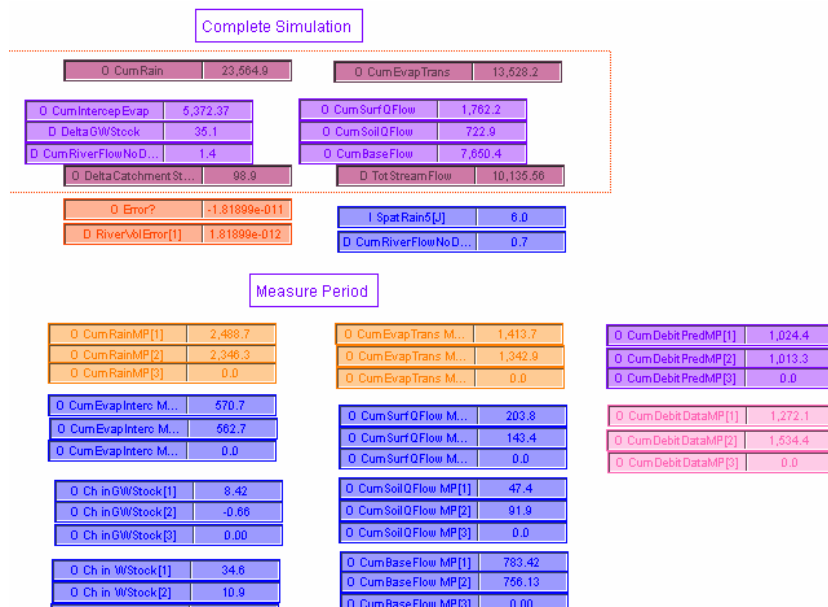 Complete Simulation
O CumRain 23,564.9 O CumEvapTrans 13,528.2
O CumIntercepEvap 5,372.37 O CumSurfQFlow 1,762.2
D DeltaGWStock 35.1 O CumSoilQFlow 722.9
D CumRiverFlowNoD... 1.4 O CumBaseFlow 7,650.4
O DeltaCatchmentSt... 98.9 D TotStreamFlow 10,135.56
O Error? -1.81899e-011 I SpatRain5[J] 6.0
D RiverVolError[1] 1.81899e-012 D CumRiverFlowNoD... 0.7
Measure Period
O CumRainMP[1] 2,488.7 O CumEvapTrans M... 1,413.7 O CumDebitPredMP[1] 1,024.4
O CumRainMP[2] 2,346.3 O CumEvapTrans M... 1,342.9 O CumDebitPredMP[2] 1,013.3
O CumRainMP[3] 0.0 O CumEvapTrans M... 0.0 O CumDebitPredMP[3] 0.0
O CumEvapInterc M... 570.7 O CumSurfQFlow M... 203.8 O CumDebitDataMP[1] 1,272.1
O CumEvapInterc M... 562.7 O CumSurfQFlow M... 143.4 O CumDebitDataMP[2] 1,534.4
O CumEvapInterc M... 0.0 O CumSurfQFlow M... 0.0 O CumDebitDataMP[3] 0.0
O Ch inGWStock[1] 8.42 O CumSoilQFlow MP[1] 47.4
O Ch inGWStock[2] -0.66 O CumSoilQFlow MP[2] 91.9
O Ch inGWStock[3] 0.00 O CumSoilQFlow MP[3] 0.0
O Ch in WStock[1] 34.6 O CumBaseFlow MP[1] 783.42
O Ch in WStock[2] 10.9 O CumBaseFlow MP[2] 756.13
O CumBaseFlow MP[3] 0.00